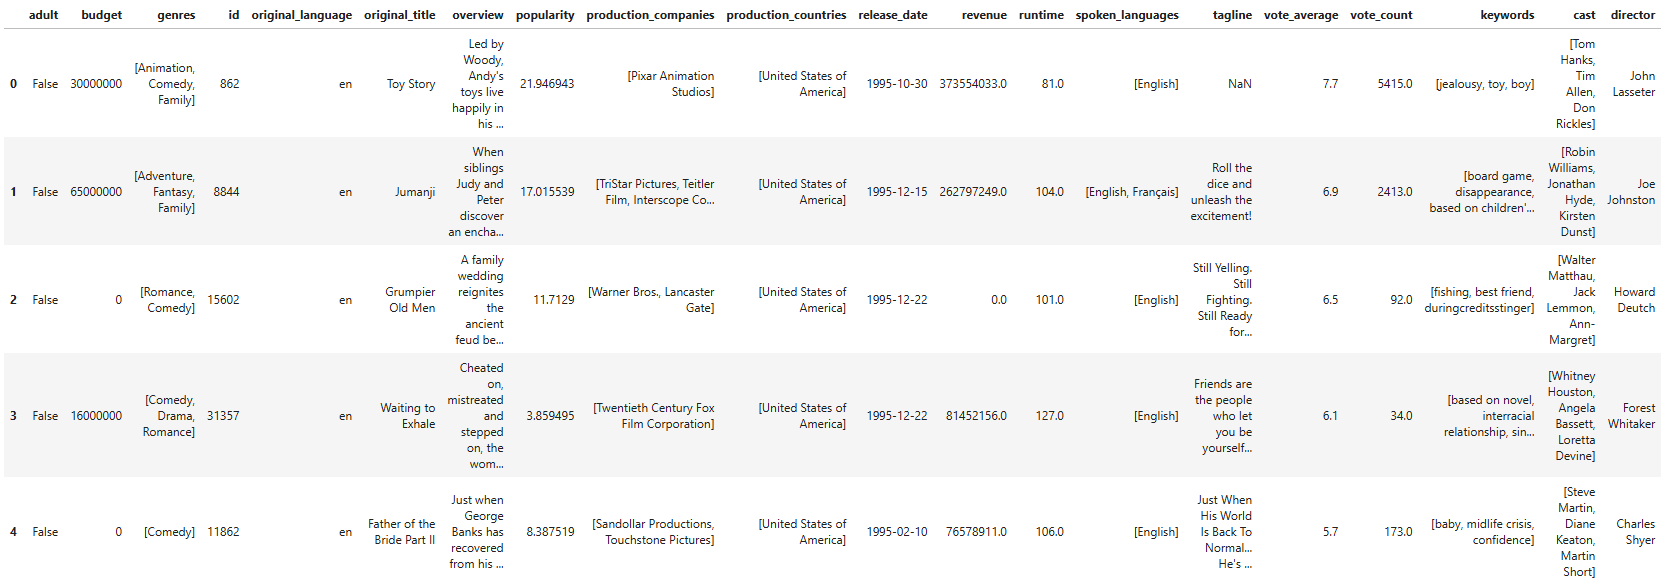 adult budget genres id original_language original_title overview popularity production_companies production_countries release_date revenue runtime spoken_languages tagline vote_average vote_count keywords cast director
0 False 30000000 [Animation, Comedy, Family] 862 en Toy Story Led by Woody, Andy's toys live happily in his ... 21.946943 [Pixar Animation Studios] [United States of America] 1995-10-30 373554033.0 81.0 [English] NaN 7.7 5415.0 [jealousy, toy, boy] [Tom Hanks, Tim Allen, Don Rickles] John Lasseter
1 False 65000000 [Adventure, Fantasy, Family] 8844 en Jumanji When siblings Judy and Peter discover an encha... 17.015539 [TriStar Pictures, Teitler Film, Interscope Co... [United States of America] 1995-12-15 262797249.0 104.0 [English, Français] Roll the dice and unleash the excitement! 6.9 2413.0 [board game, disappearance, based on children'... [Robin Williams, Jonathan Hyde, Kirsten Dunst] Joe Johnston
2 False 0 [Romance, Comedy] 15602 en Grumpier Old Men A family wedding reignites the ancient feud be... 11.7129 [Warner Bros., Lancaster Gate] [United States of America] 1995-12-22 0.0 101.0 [English] Still Yelling. Still Fighting. Still Ready for... 6.5 92.0 [fishing, best friend, duringcreditsstinger] [Walter Matthau, Jack Lemmon, Ann-Margret] Howard Deutch
3 False 16000000 [Comedy, Drama, Romance] 31357 en Waiting to Exhale Cheated on, mistreated and stepped on, the wom... 3.859495 [Twentieth Century Fox Film Corporation] [United States of America] 1995-12-22 81452156.0 127.0 [English] Friends are the people who let you be yourself... 6.1 34.0 [based on novel, interracial relationship, sin... [Whitney Houston, Angela Bassett, Loretta Devine] Forest Whitaker
4 False 0 [Comedy] 11862 en Father of the Bride Part II Just when George Banks has recovered from his ... 8.387519 [Sandollar Productions, Touchstone Pictures] [United States of America] 1995-02-10 76578911.0 106.0 [English] Just When His World Is Back To Normal... He's ... 5.7 173.0 [baby, midlife crisis, confidence] [Steve Martin, Diane Keaton, Martin Short] Charles Shyer